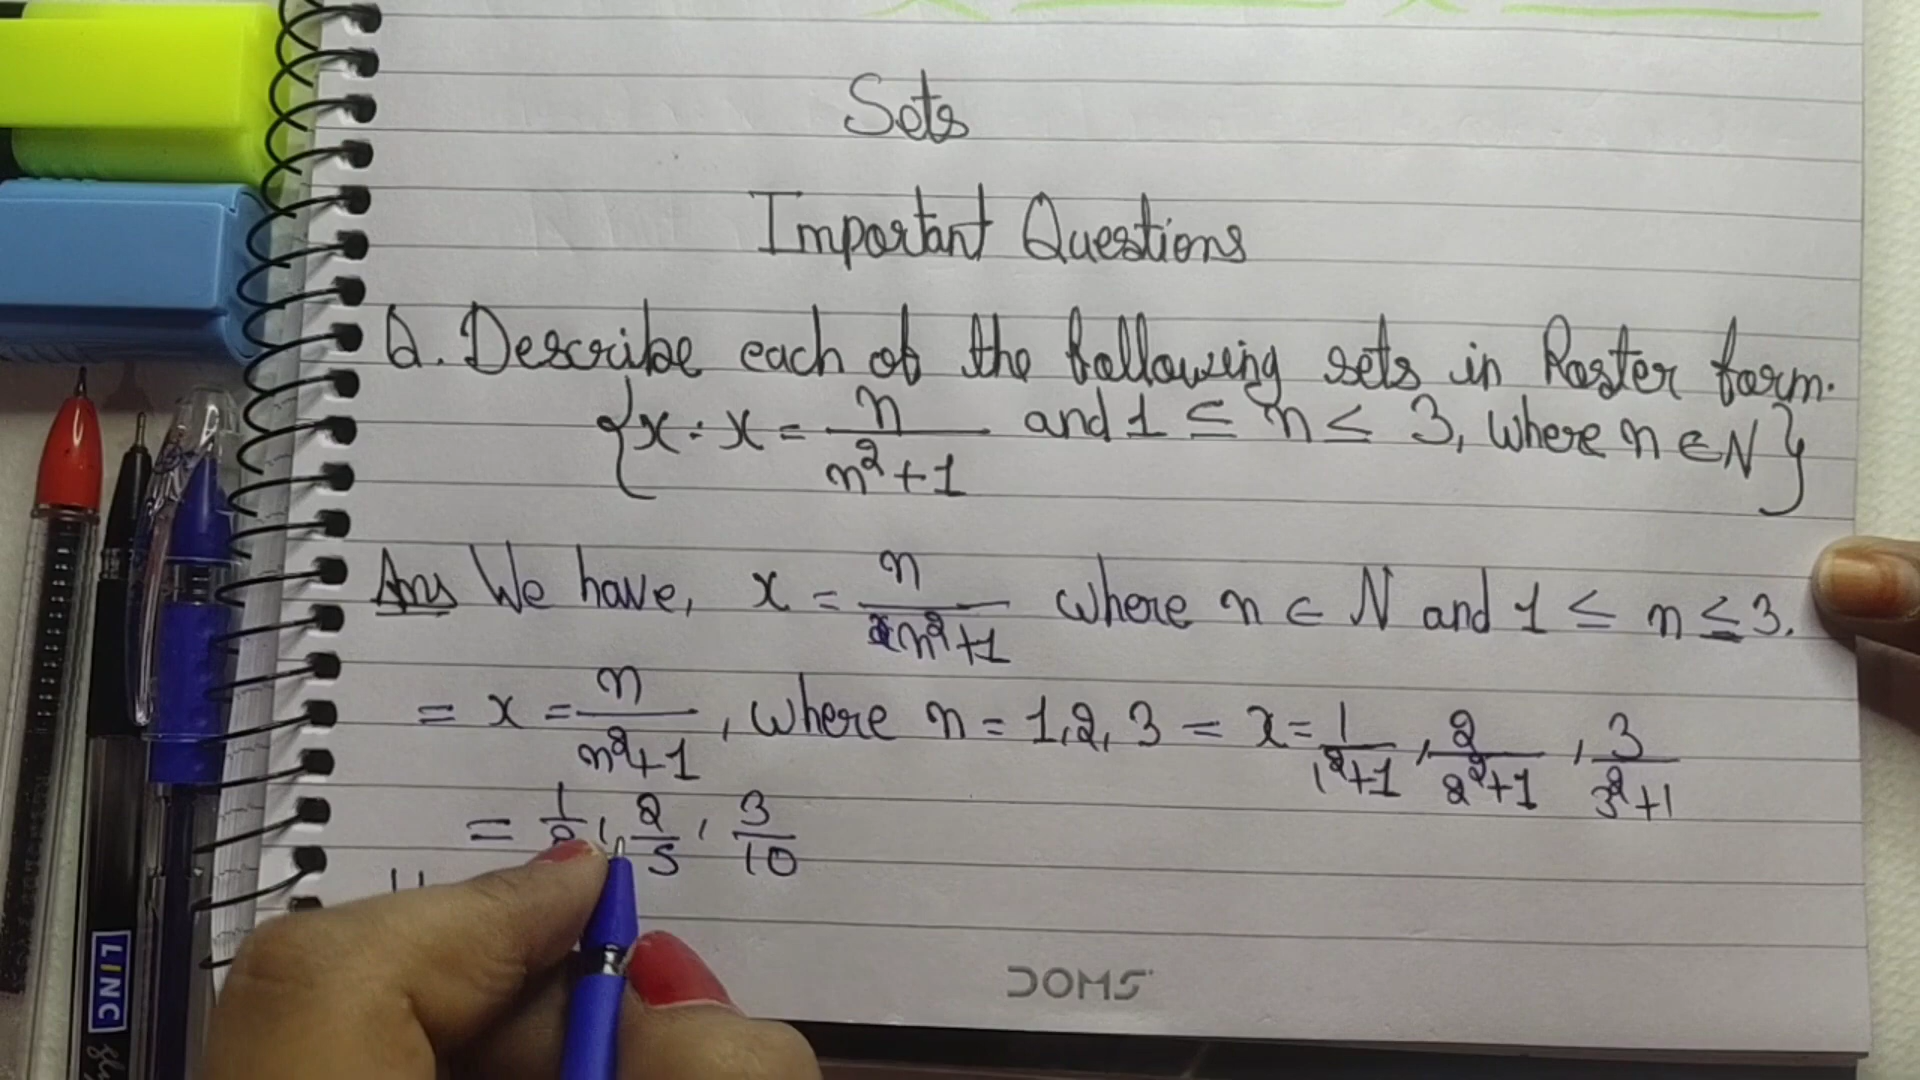 Sets
Important Questions
Q. Describe each of the following sets in Roster form.
{x : x = n/n²+1 and 1 ≤ n ≤ 3, where n ∈ N}
Ans We have, x = n/n²+1 where n ∈ N and 1 ≤ n ≤ 3.
= x = n/n²+1, where n = 1, 2, 3 = x = 1/1²+1, 2/2²+1, 3/3²+1
= 1/2, 2/5, 3/10
DOMS
LINC